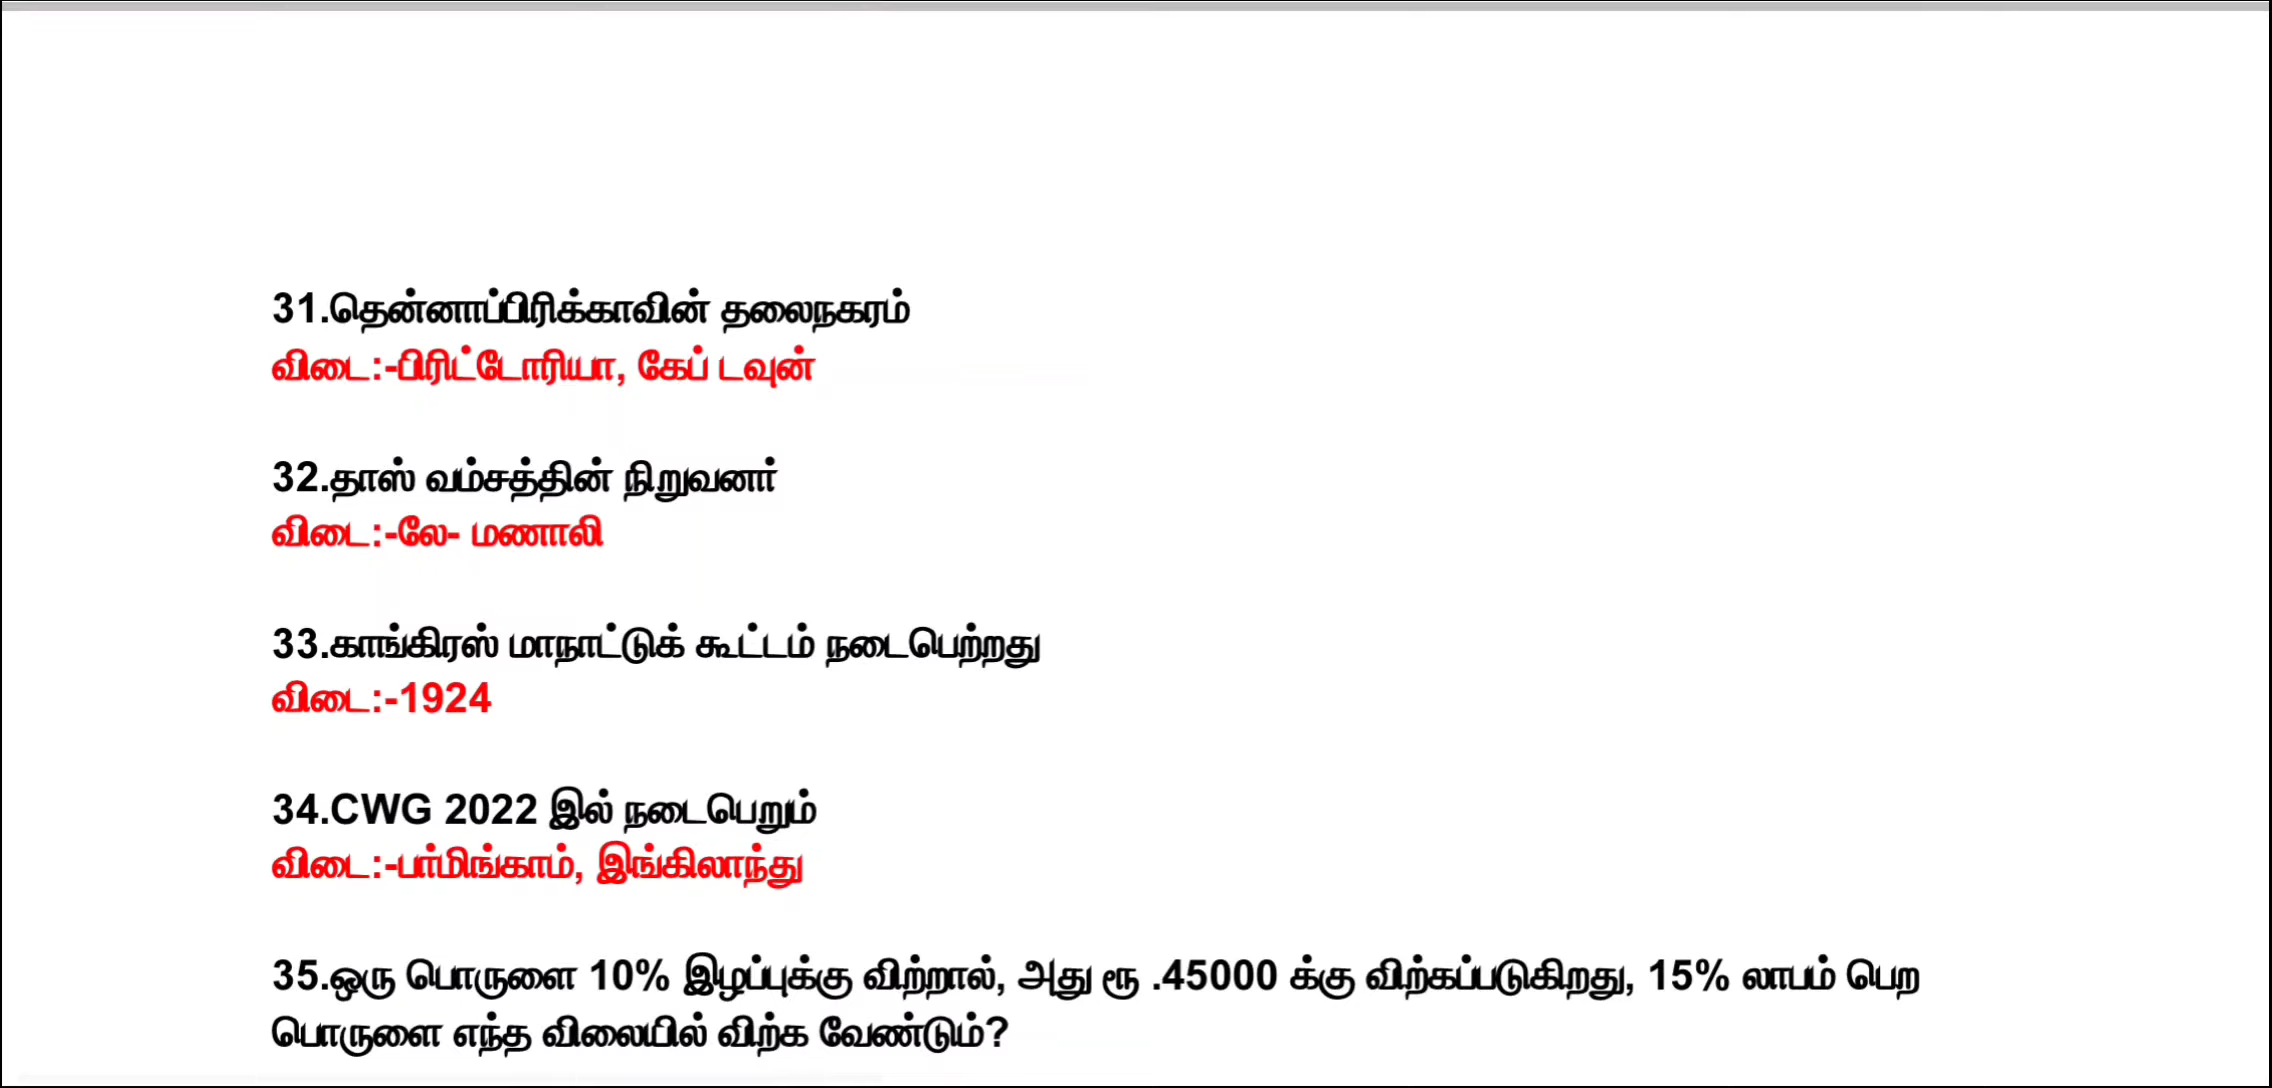 31.தென்னாப்பிரிக்காவின் தலைநகரம்
விடை:-பிரிட்டோரியா, கேப் டவுன்
32.தாஸ் வம்சத்தின் நிறுவனர்
விடை:-லே- மணாலி
33.காங்கிரஸ் மாநாட்டுக் கூட்டம் நடைபெற்றது
விடை:-1924
34.CWG 2022 இல் நடைபெறும்
விடை:-பர்மிங்காம், இங்கிலாந்து
35.ஒரு பொருளை 10% இழப்புக்கு விற்றால், அது ரூ .45000 க்கு விற்கப்படுகிறது, 15% லாபம் பெற
பொருளை எந்த விலையில் விற்க வேண்டும்?